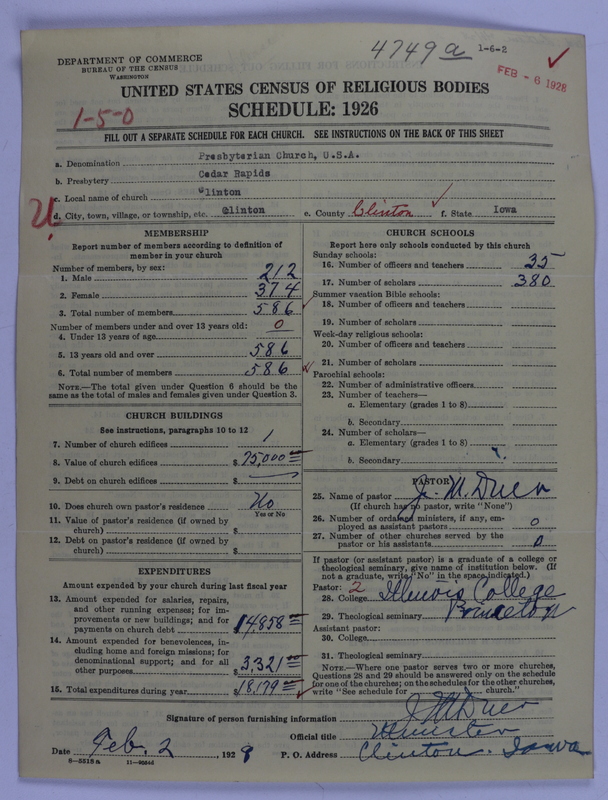 4749a 1-6-2
DEPARTMENT OF COMMERCE
BUREAU OF THE CENSUS
WASHINGTON
FEB - 6 1928
UNITED STATES CENSUS OF RELIGIOUS BODIES
SCHEDULE: 1926
1-5-0
FILL OUT A SEPARATE SCHEDULE FOR EACH CHURCH. SEE INSTRUCTIONS ON THE BACK OF THIS SHEET
a. Denomination Presbyterian Church, U.S.A.
b. Presbytery Cedar Rapids
c. Local name of church Clinton
U.
d. City, town, village, or township, etc. Clinton e. County Clinton f. State Iowa
MEMBERSHIP
Report number of members according to definition of
member in your church
Number of members, by sex:
1. Male 212
2. Female 374
3. Total number of members 586
Number of members under and over 13 years old: 0
4. Under 13 years of age
5. 13 years old and over 586
6. Total number of members 586
NOTE.—The total given under Question 6 should be the
same as the total of males and females given under Question 3.
CHURCH BUILDINGS
See instructions, paragraphs 10 to 12
7. Number of church edifices 1
8. Value of church edifices $ 75,000
9. Debt on church edifices $
10. Does church own pastor's residence No
Yes or No
11. Value of pastor's residence (if owned by
church) $
12. Debt on pastor's residence (if owned by
church) $
EXPENDITURES
Amount expended by your church during last fiscal year
13. Amount expended for salaries, repairs,
and other running expenses; for im-
provements or new buildings; and for
payments on church debt $14,858
14. Amount expended for benevolences, in-
cluding home and foreign missions; for
denominational support; and for all
other purposes $3,321
15. Total expenditures during year $18,179
CHURCH SCHOOLS
Report here only schools conducted by this church
Sunday schools:
16. Number of officers and teachers 35
17. Number of scholars 380
Summer vacation Bible schools:
18. Number of officers and teachers
19. Number of scholars
Week-day religious schools:
20. Number of officers and teachers
21. Number of scholars
Parochial schools:
22. Number of administrative officers
23. Number of teachers—
a. Elementary (grades 1 to 8)
b. Secondary
24. Number of scholars—
a. Elementary (grades 1 to 8)
b. Secondary
PASTOR
25. Name of pastor J. M. Duer
(If church has no pastor, write "None")
26. Number of ordained ministers, if any, em-
ployed as assistant pastors 0
27. Number of other churches served by the
pastor or his assistants 0
If pastor (or assistant pastor) is a graduate of a college or
theological seminary, give name of institution below. (If
not a graduate, write "No" in the space indicated.)
Pastor: 2
28. College Illinois College
29. Theological seminary Princeton
Assistant pastor:
30. College
31. Theological seminary
NOTE.—Where one pastor serves two or more churches,
Questions 28 and 29 should be answered only on the schedule
for one of the churches; on the schedules for the other churches,
write "See schedule for church."
Signature of person furnishing information J M Duer
Official title Minister
Date Feb. 2, 1928 P. O. Address Clinton. Iowa
8—5518 a